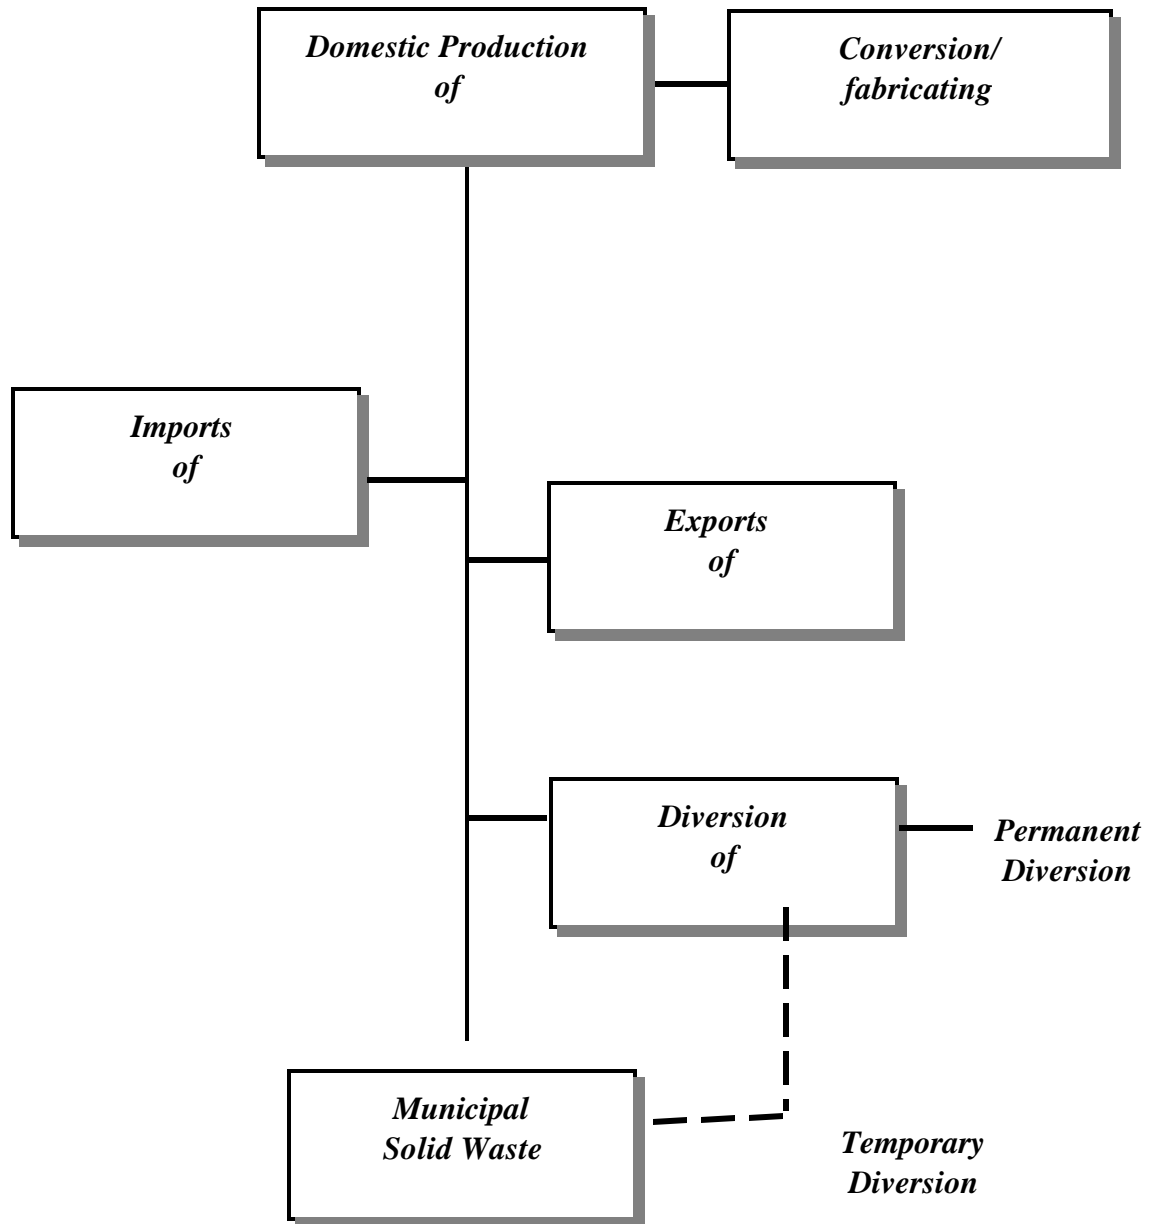 Domestic Production
of
Conversion/
fabricating
Imports
of
Exports
of
Diversion
of
Permanent
Diversion
Municipal
Solid Waste
Temporary
Diversion